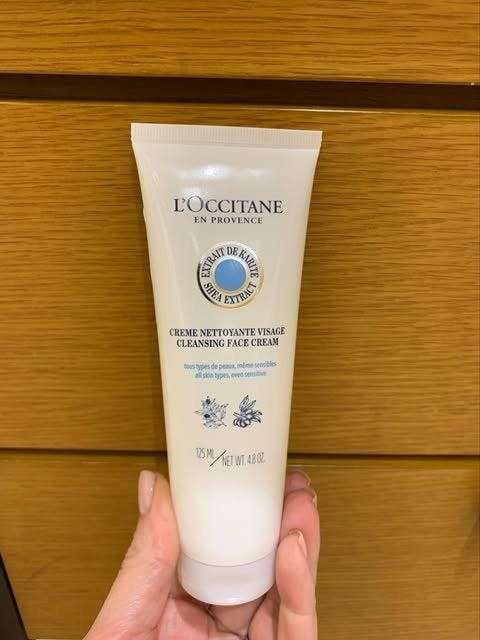 L'OCCITANE
EN PROVENCE
EXTRAIT DE KARITÉ
SHEA EXTRACT
CREME NETTOYANTE VISAGE
CLEANSING FACE CREAM
tous types de peaux, même sensibles
all skin types, even sensitive
125 ML / NET WT. 4.8 OZ.